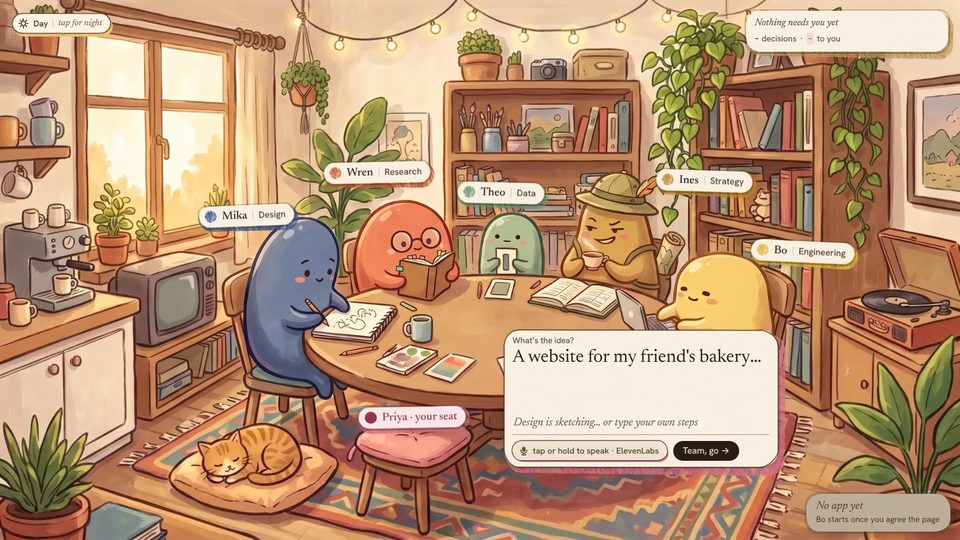 Day | tap for night
Nothing needs you yet
– decisions · – to you
Wren | Research
Mika | Design
Theo | Data
Ines | Strategy
Bo | Engineering
What's the idea?
A website for my friend's bakery...
Design is sketching... or type your own steps
tap or hold to speak · ElevenLabs
Team, go →
Priya · your seat
No app yet
Bo starts once you agree the page